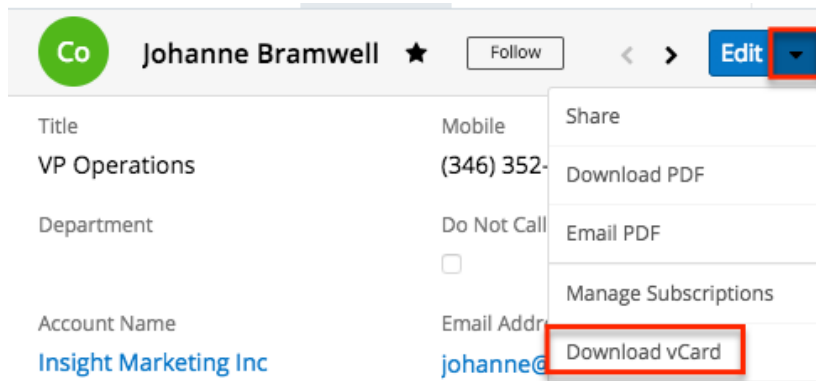 Co Johanne Bramwell ★ Follow < > Edit
Title
VP Operations
Department
Account Name
Insight Marketing Inc
Mobile
(346) 352-
Do Not Call
Email Addr
johanne@
Share
Download PDF
Email PDF
Manage Subscriptions
Download vCard